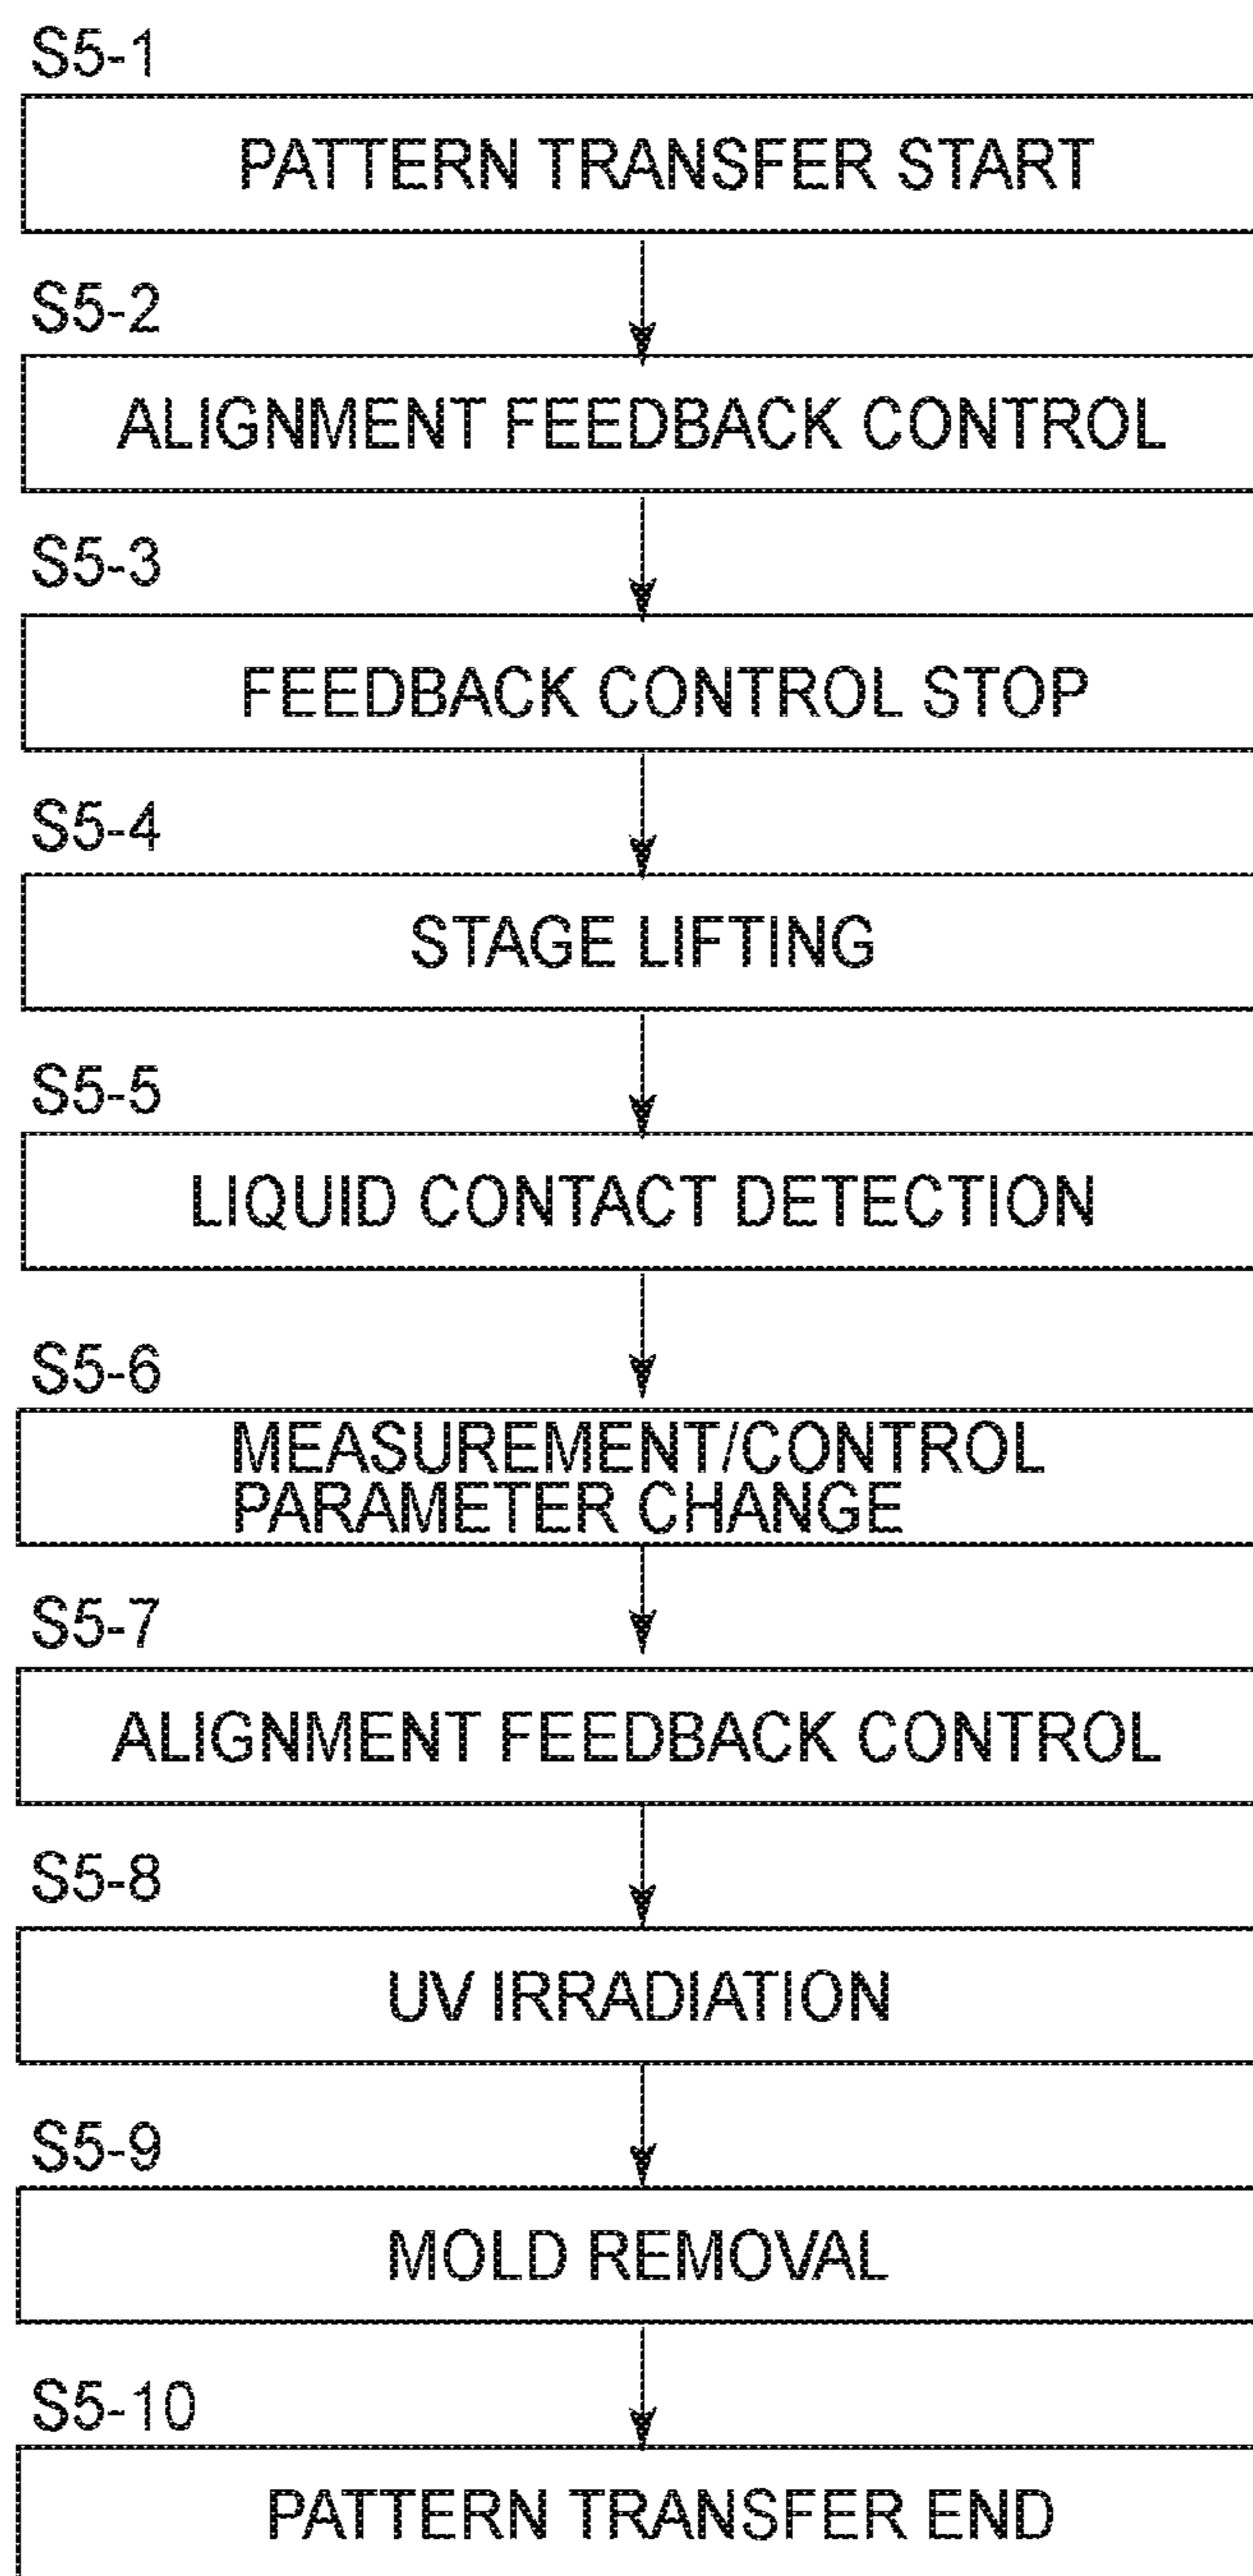 S5-1
PATTERN TRANSFER START
S5-2
ALIGNMENT FEEDBACK CONTROL
S5-3
FEEDBACK CONTROL STOP
S5-4
STAGE LIFTING
S5-5
LIQUID CONTACT DETECTION
S5-6
MEASUREMENT/CONTROL
PARAMETER CHANGE
S5-7
ALIGNMENT FEEDBACK CONTROL
S5-8
UV IRRADIATION
S5-9
MOLD REMOVAL
S5-10
PATTERN TRANSFER END